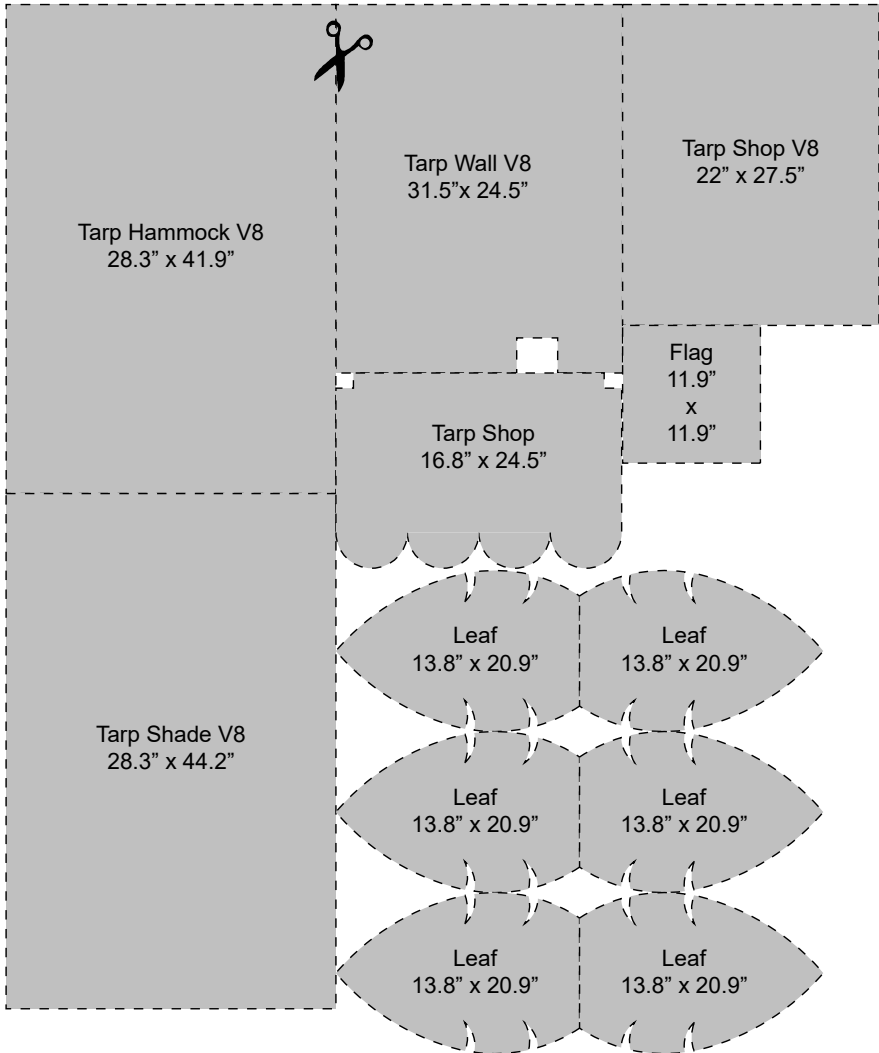 Tarp Hammock V8
28.3” x 41.9”
Tarp Wall V8
31.5”x 24.5”
Tarp Shop V8
22” x 27.5”
Flag
11.9”
x
11.9”
Tarp Shop
16.8” x 24.5”
Tarp Shade V8
28.3” x 44.2”
Leaf
13.8” x 20.9”
Leaf
13.8” x 20.9”
Leaf
13.8” x 20.9”
Leaf
13.8” x 20.9”
Leaf
13.8” x 20.9”
Leaf
13.8” x 20.9”